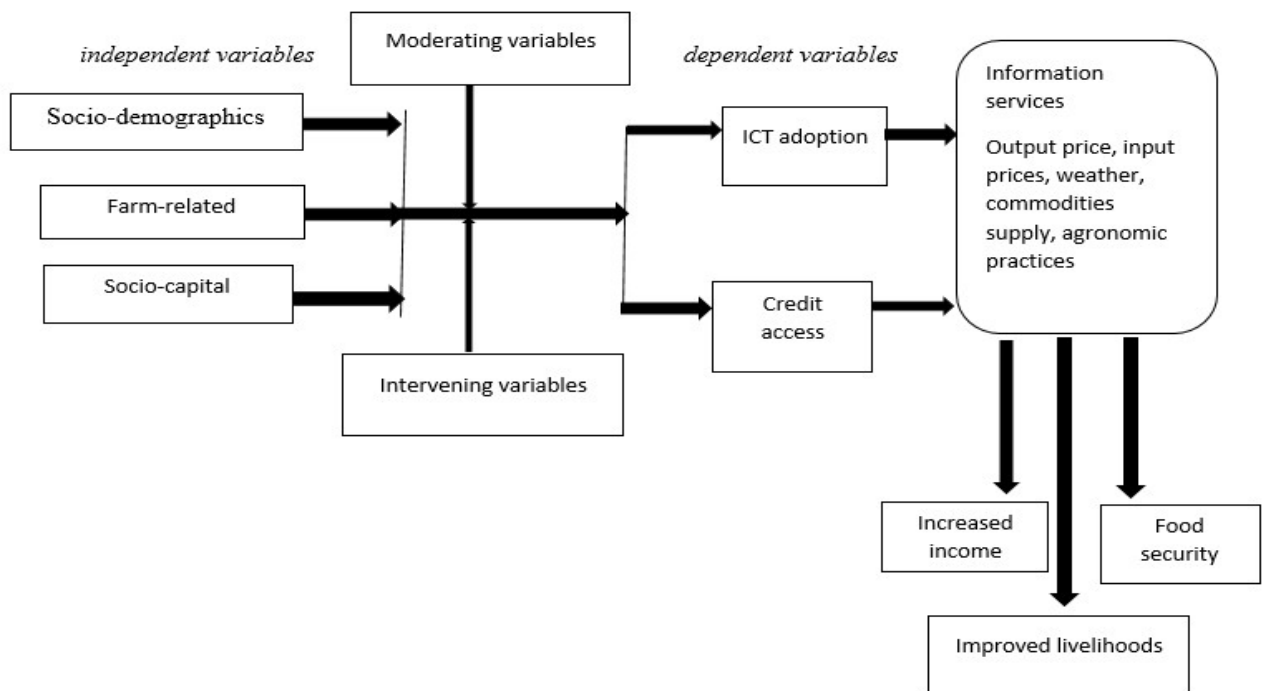 independent variables
Moderating variables
dependent variables
Socio-demographics
Farm-related
Socio-capital
Intervening variables
ICT adoption
Credit
access
Information
services
Output price, input
prices, weather,
commodities
supply, agronomic
practices
Increased
income
Food
security
Improved livelihoods